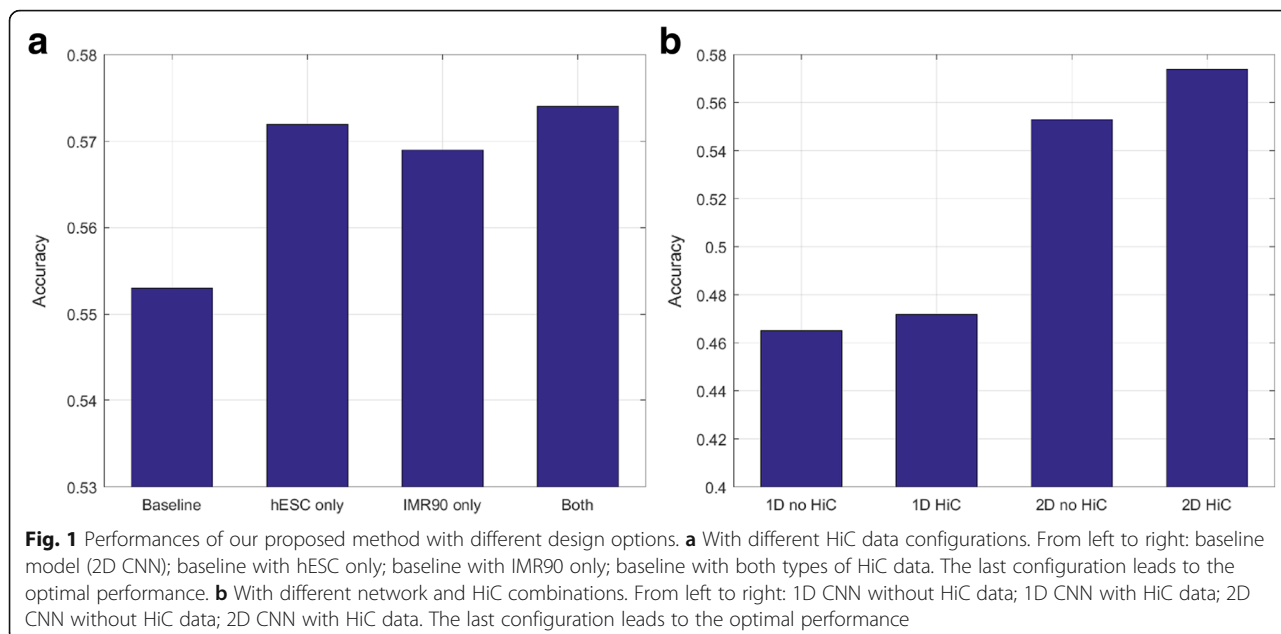 a
0.58
0.57
0.56
0.55
0.54
0.53
Accuracy
Baseline hESC only IMR90 only Both
b
0.58
0.56
0.54
0.52
0.5
0.48
0.46
0.44
0.42
0.4
Accuracy
1D no HiC 1D HiC 2D no HiC 2D HiC
Fig. 1 Performances of our proposed method with different design options. a With different HiC data configurations. From left to right: baseline
model (2D CNN); baseline with hESC only; baseline with IMR90 only; baseline with both types of HiC data. The last configuration leads to the
optimal performance. b With different network and HiC combinations. From left to right: 1D CNN without HiC data; 1D CNN with HiC data; 2D
CNN without HiC data; 2D CNN with HiC data. The last configuration leads to the optimal performance